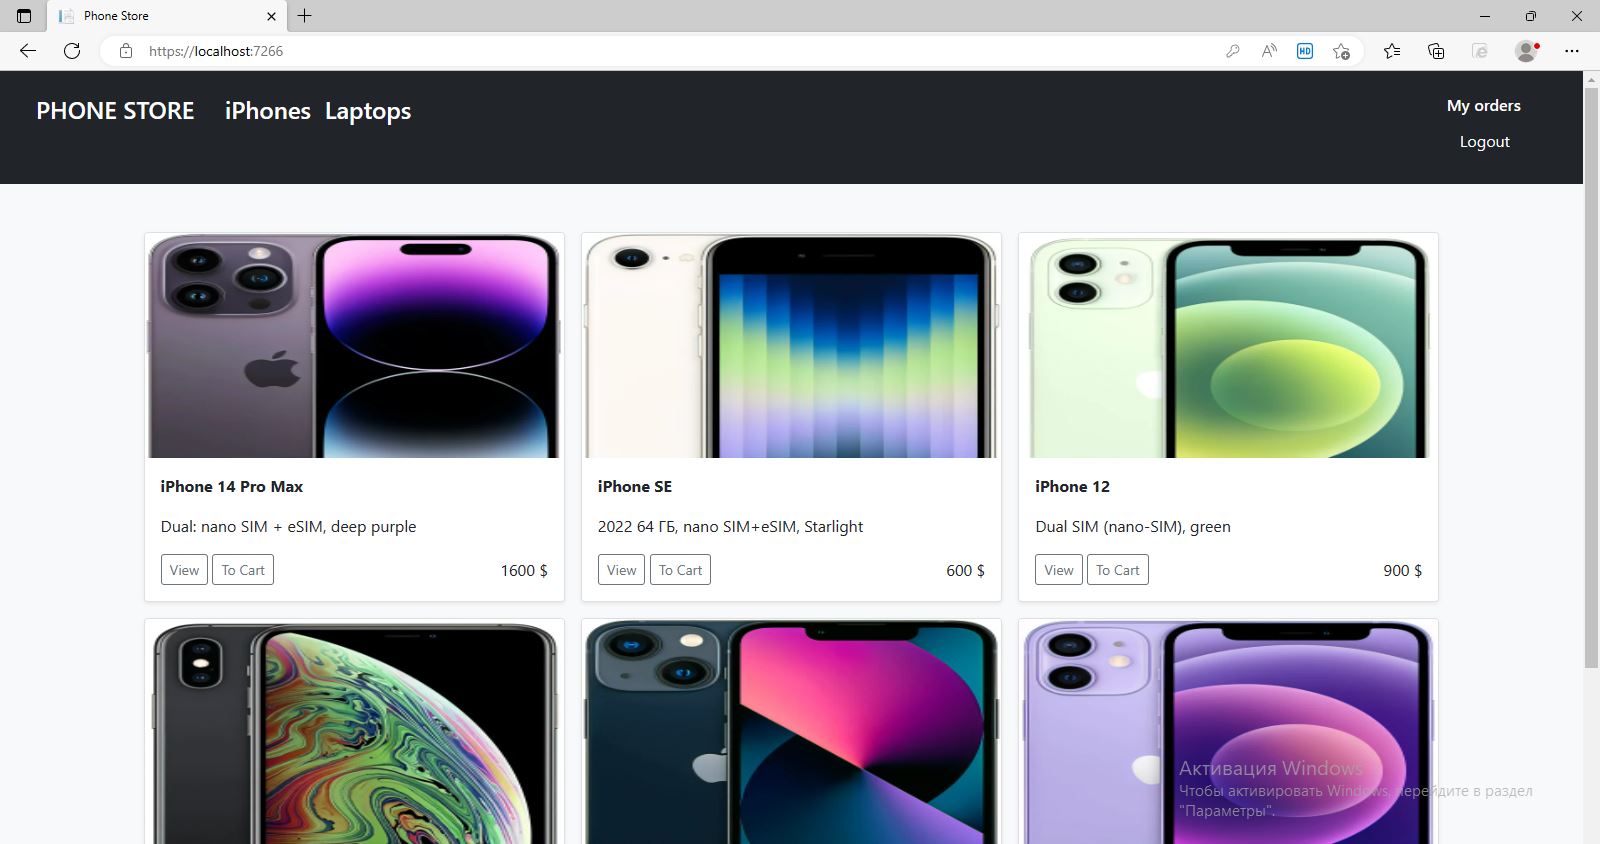 Phone Store
https://localhost:7266
HD
PHONE STORE iPhones Laptops
My orders
Logout
iPhone 14 Pro Max
Dual: nano SIM + eSIM, deep purple
View To Cart 1600 $
iPhone SE
2022 64 ГБ, nano SIM+eSIM, Starlight
View To Cart 600 $
iPhone 12
Dual SIM (nano-SIM), green
View To Cart 900 $
Активация Windows
Чтобы активировать Windows, перейдите в раздел
"Параметры".